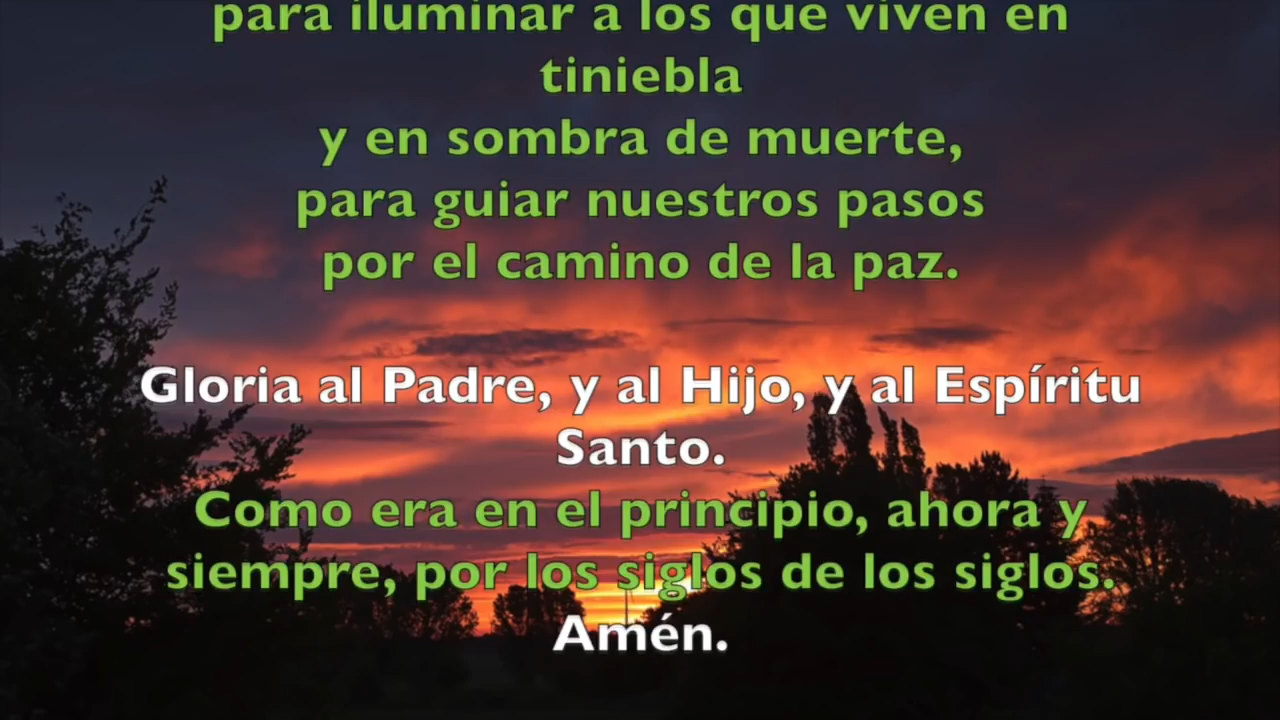 para iluminar a los que viven en
tiniebla
y en sombra de muerte,
para guiar nuestros pasos
por el camino de la paz.
Gloria al Padre, y al Hijo, y al Espíritu
Santo.
Como era en el principio, ahora y
siempre, por los siglos de los siglos.
Amén.